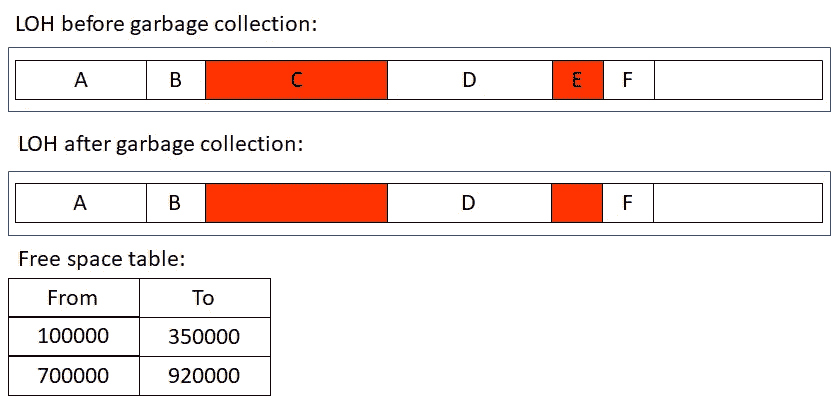 LOH before garbage collection:
A B C D E F
LOH after garbage collection:
A B D F
Free space table:
From To
100000 350000
700000 920000